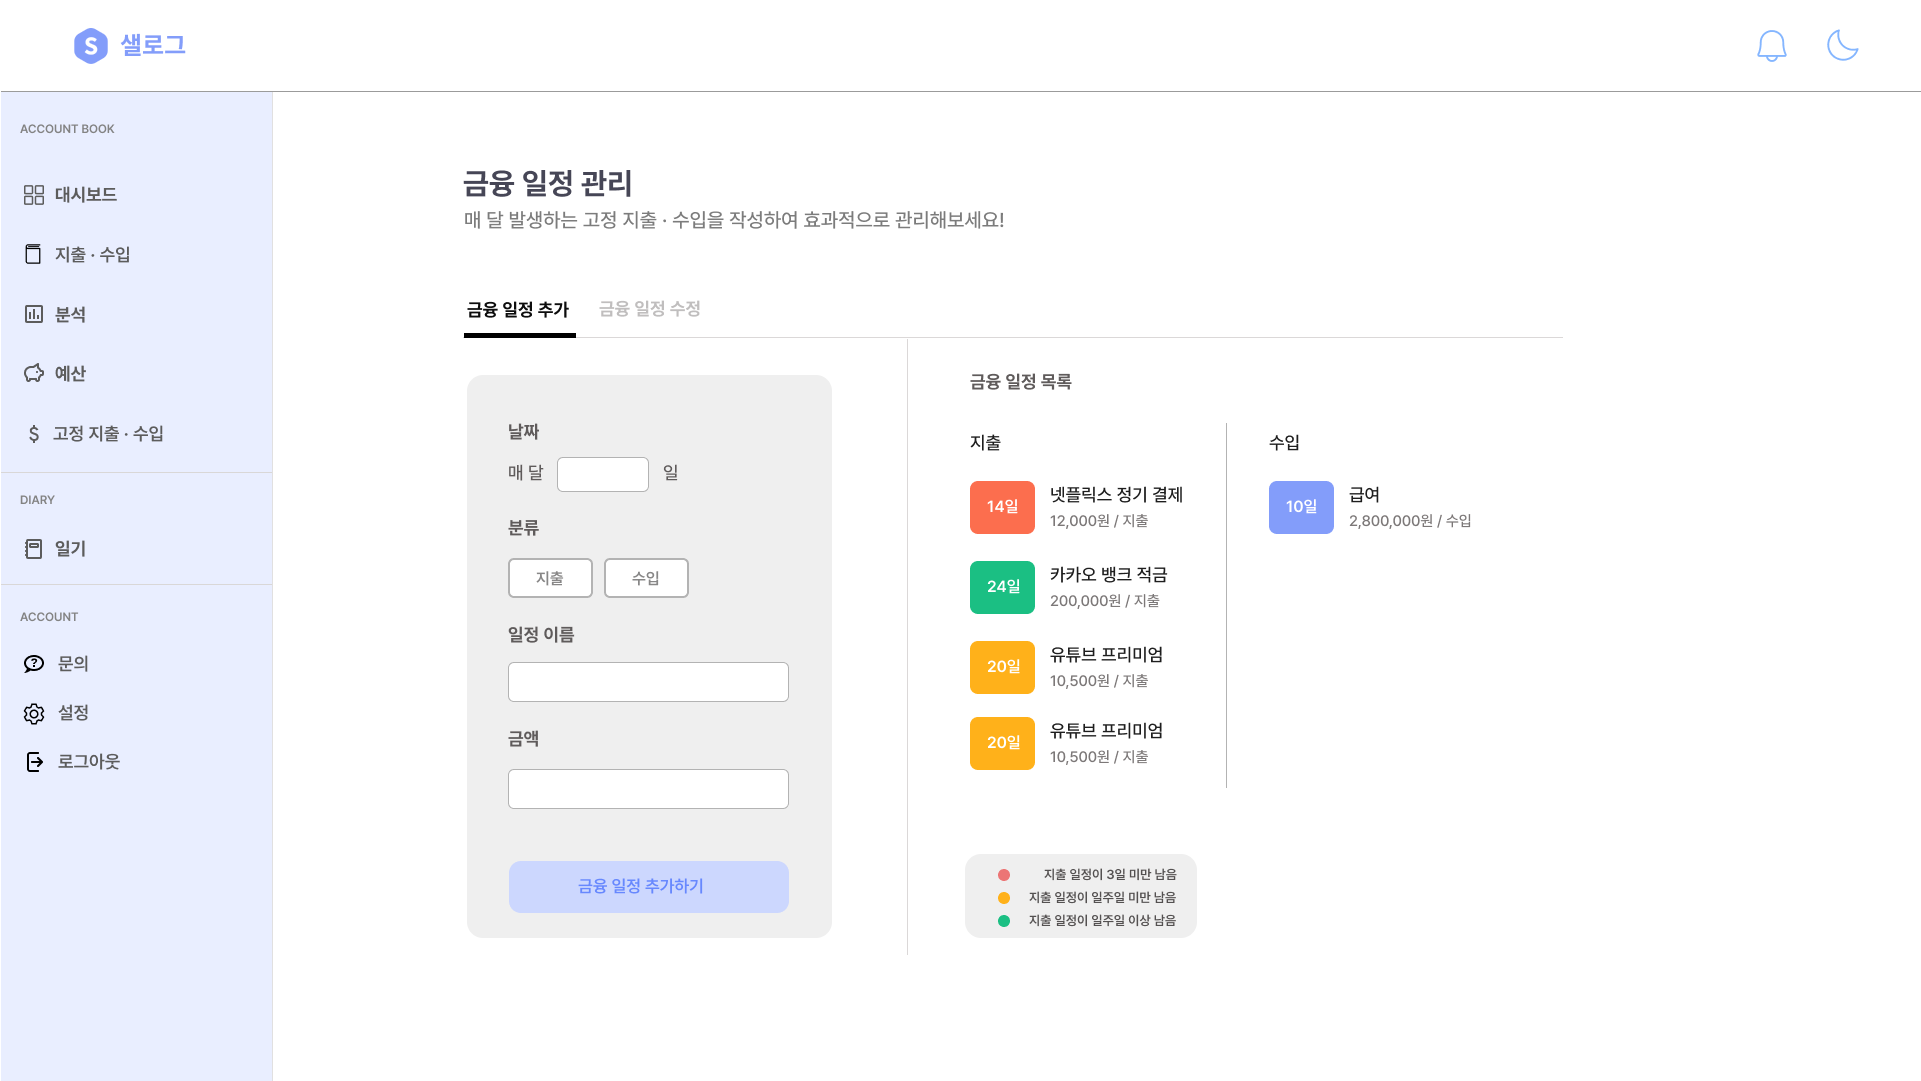 S 샐로그
ACCOUNT BOOK
대시보드
지출 · 수입
분석
예산
$ 고정 지출 · 수입
DIARY
일기
ACCOUNT
문의
설정
로그아웃
금융 일정 관리
매 달 발생하는 고정 지출 · 수입을 작성하여 효과적으로 관리해보세요!
금융 일정 추가 금융 일정 수정
날짜
매 달 일
분류
지출 수입
일정 이름
금액
금융 일정 추가하기
금융 일정 목록
지출
14일 넷플릭스 정기 결제
12,000원 / 지출
24일 카카오 뱅크 적금
200,000원 / 지출
20일 유튜브 프리미엄
10,500원 / 지출
20일 유튜브 프리미엄
10,500원 / 지출
수입
10일 급여
2,800,000원 / 수입
지출 일정이 3일 미만 남음
지출 일정이 일주일 미만 남음
지출 일정이 일주일 이상 남음